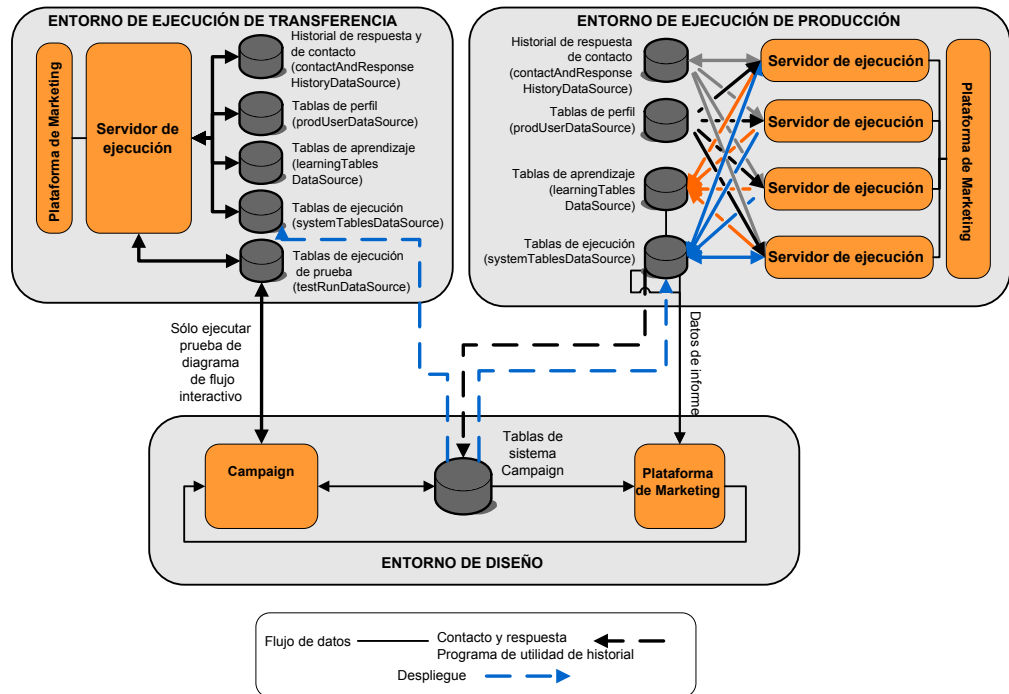 ENTORNO DE EJECUCIÓN DE TRANSFERENCIA
Plataforma de Marketing
Servidor de
ejecución
Historial de respuesta y
de contacto
(contactAndResponse
HistoryDataSource)
Tablas de perfil
(prodUserDataSource)
Tablas de aprendizaje
(learningTables
DataSource)
Tablas de ejecución
(systemTablesDataSource)
Tablas de ejecución
de prueba
(testRunDataSource)
ENTORNO DE EJECUCIÓN DE PRODUCCIÓN
Historial de respuesta
de contacto
(contactAndResponse
HistoryDataSource)
Tablas de perfil
(prodUserDataSource)
Tablas de aprendizaje
(learningTables
DataSource)
Tablas de ejecución
(systemTablesDataSource)
Servidor de ejecución
Servidor de ejecución
Servidor de ejecución
Servidor de ejecución
Plataforma de Marketing
Sólo ejecutar
prueba de
diagrama
de flujo
interactivo
Datos de informe
Campaign
Tablas de
sistema
Campaign
Plataforma
de Marketing
ENTORNO DE DISEÑO
Flujo de datos
Contacto y respuesta
Programa de utilidad de historial
Despliegue